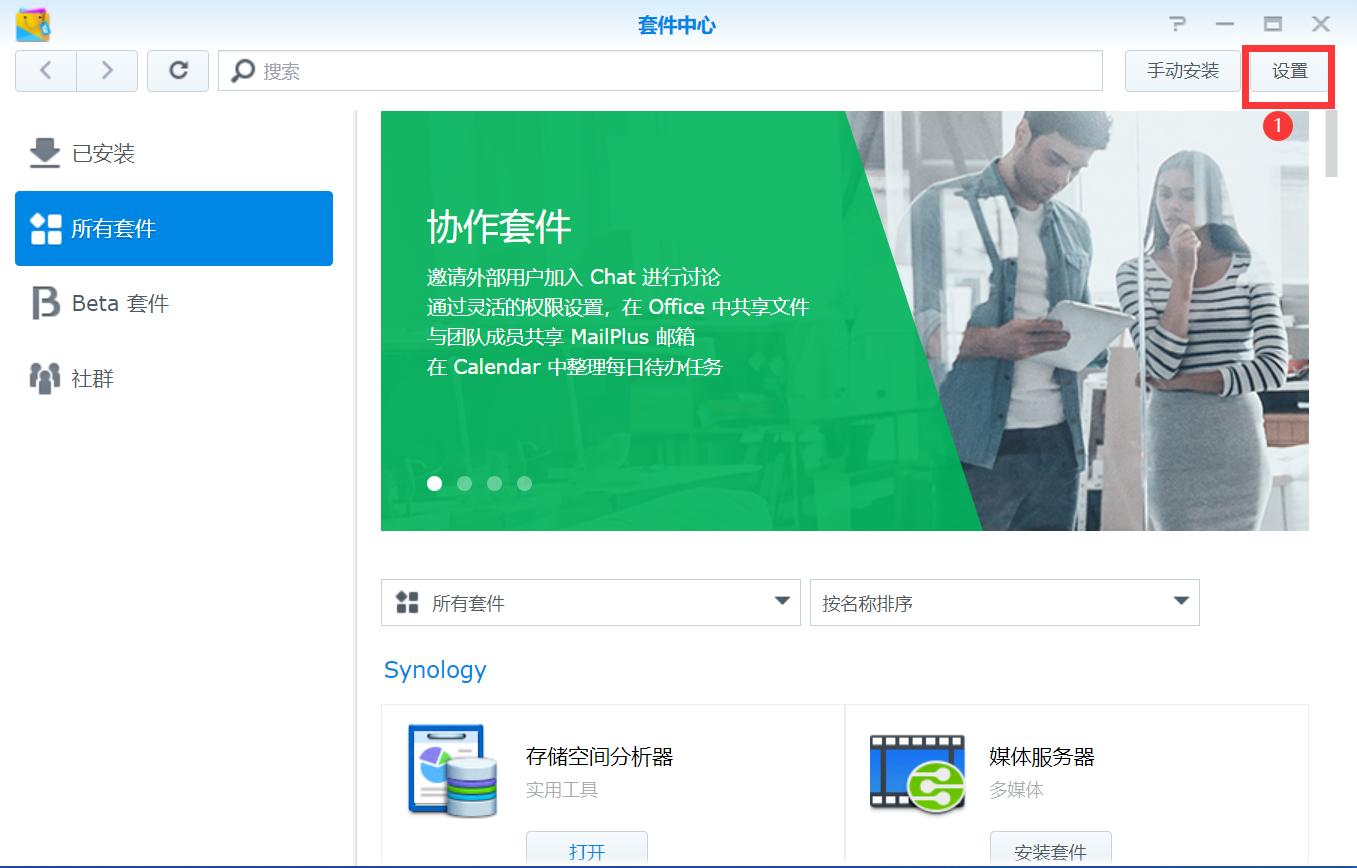 套件中心
搜索
手动安装
设置
1
已安装
所有套件
Beta 套件
社群
协作套件
邀请外部用户加入 Chat 进行讨论
通过灵活的权限设置，在 Office 中共享文件
与团队成员共享 MailPlus 邮箱
在 Calendar 中整理每日待办任务
所有套件
按名称排序
Synology
存储空间分析器
实用工具
打开
媒体服务器
多媒体
安装套件